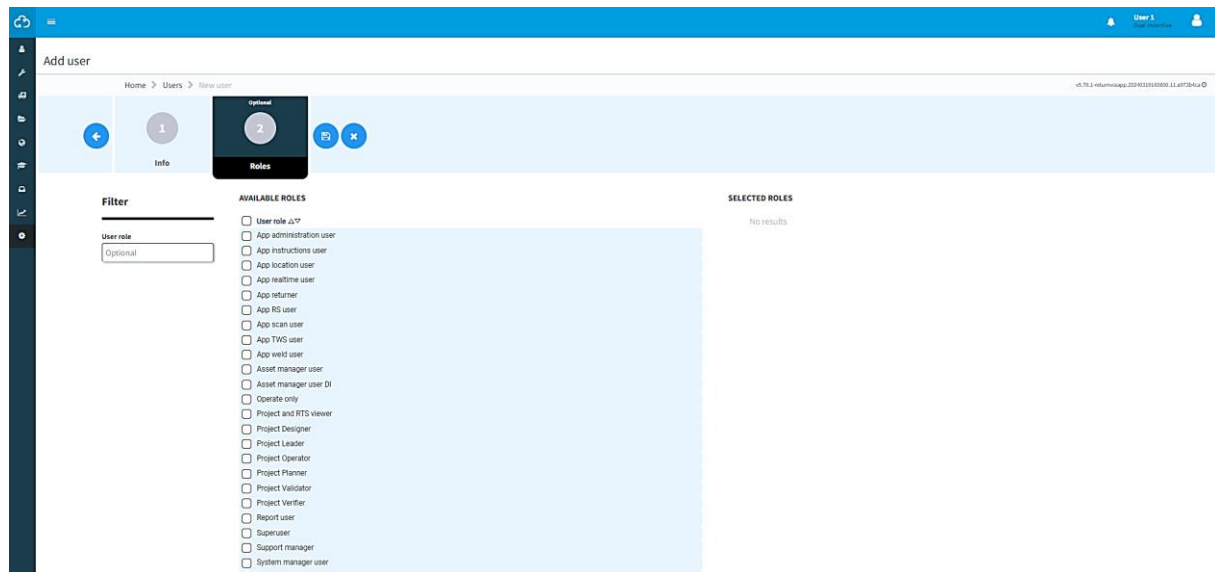 User 1
Add user
Home > Users > New user
Optional
1
2
Info
Roles
Filter
AVAILABLE ROLES
SELECTED ROLES
User role
No results
User role
Optional
App administration user
App instructions user
App location user
App realtime user
App returner
App RS user
App scan user
App TWS user
App weld user
Asset manager user
Asset manager user DI
Operate only
Project and RTS viewer
Project Designer
Project Leader
Project Operator
Project Planner
Project Validator
Project Verifier
Report user
Superuser
Support manager
System manager user